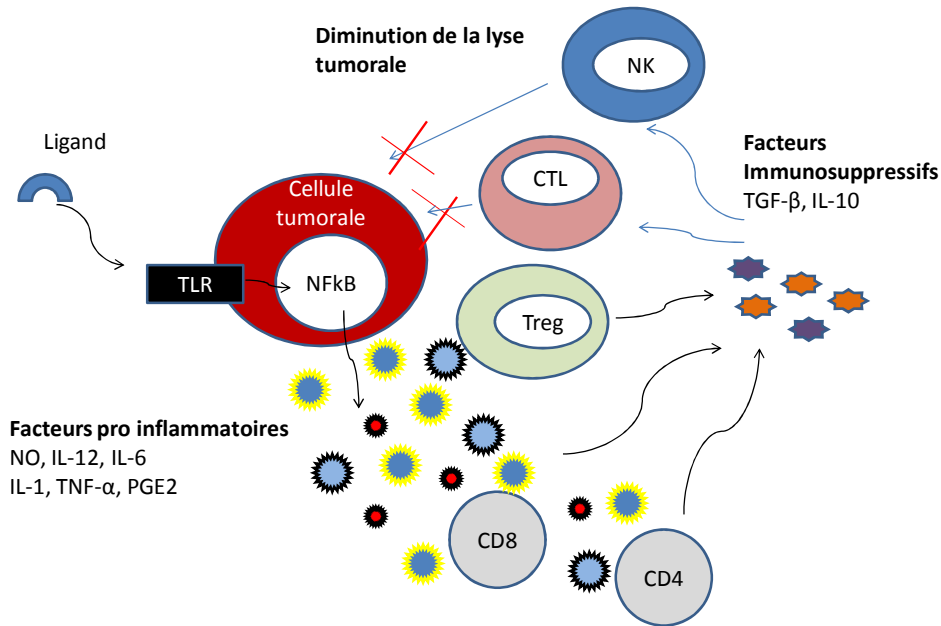 Diminution de la lyse
tumorale
NK
Ligand
Facteurs
Immunosuppressifs
TGF-β, IL-10
CTL
Cellule
tumorale
TLR
NFkB
Treg
Facteurs pro inflammatoires
NO, IL-12, IL-6
IL-1, TNF-α, PGE2
CD8
CD4